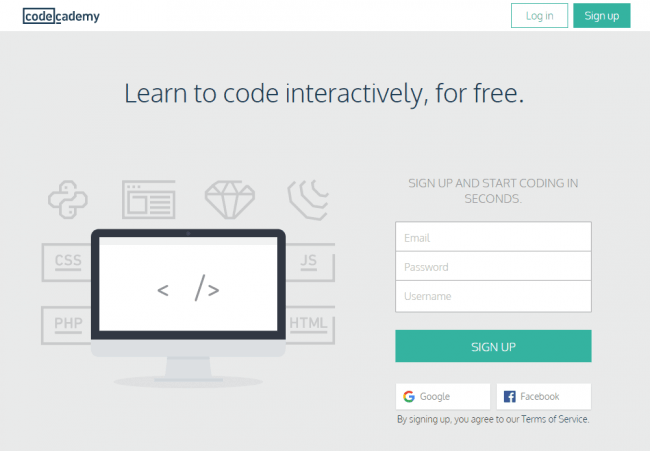 codecademy
Log in
Sign up
Learn to code interactively, for free.
SIGN UP AND START CODING IN
SECONDS.
CSS
JS
PHP
HTML
< />
Email
Password
Username
SIGN UP
Google
Facebook
By signing up, you agree to our Terms of Service.